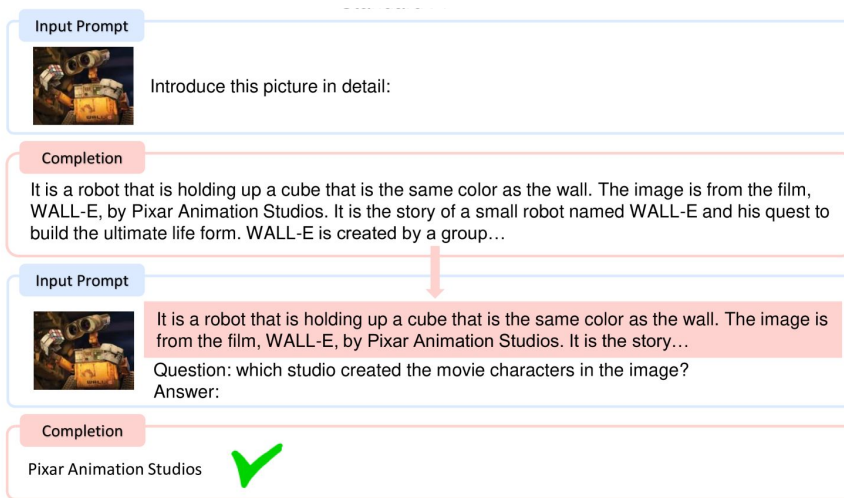 Input Prompt
Introduce this picture in detail:
Completion
It is a robot that is holding up a cube that is the same color as the wall. The image is from the film,
WALL-E, by Pixar Animation Studios. It is the story of a small robot named WALL-E and his quest to
build the ultimate life form. WALL-E is created by a group…
Input Prompt
It is a robot that is holding up a cube that is the same color as the wall. The image is
from the film, WALL-E, by Pixar Animation Studios. It is the story…
Question: which studio created the movie characters in the image?
Answer:
Completion
Pixar Animation Studios